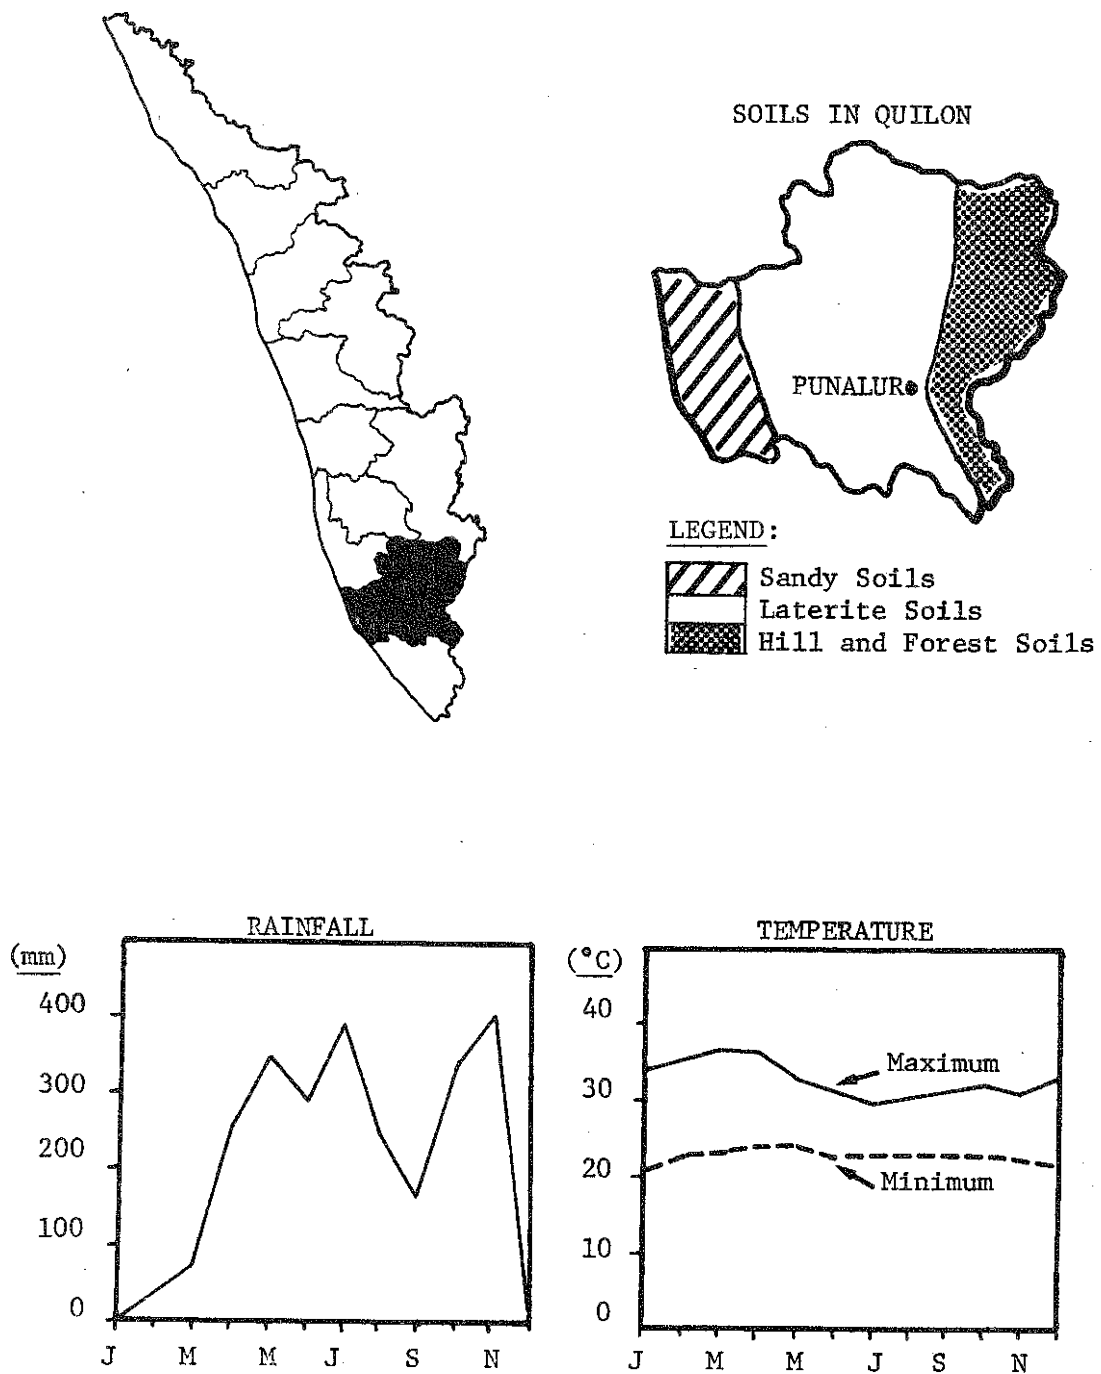 SOILS IN QUILON
PUNALUR
LEGEND:
Sandy Soils
Laterite Soils
Hill and Forest Soils
RAINFALL
(mm)
400
300
200
100
0
J M M J S N
TEMPERATURE
(°C)
40
30
20
10
0
Maximum
Minimum
J M M J S N